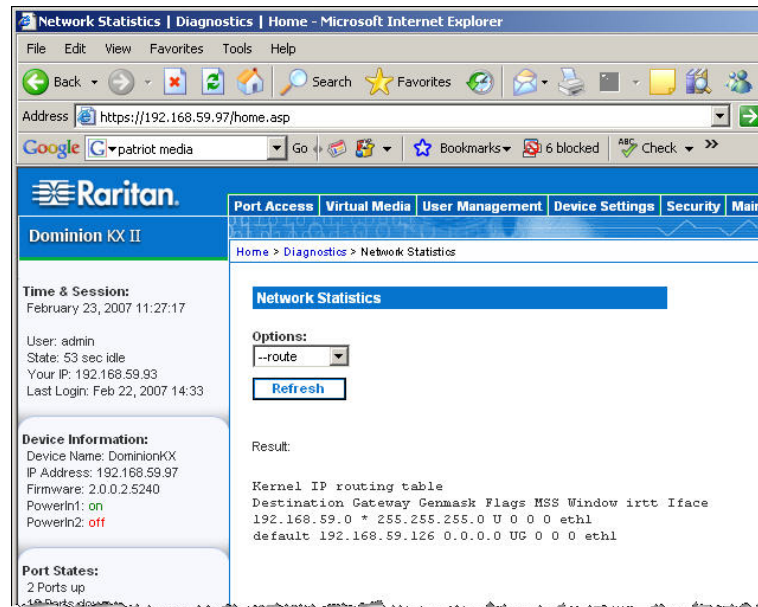 Network Statistics | Diagnostics | Home - Microsoft Internet Explorer
File Edit View Favorites Tools Help
Back Search Favorites
Address https://192.168.59.97/home.asp
Google G patriot media Go Bookmarks 6 blocked ABC Check »
Raritan.
Port Access Virtual Media User Management Device Settings Security
Dominion KX II
Home > Diagnostics > Network Statistics
Time & Session:
February 23, 2007 11:27:17
User: admin
State: 53 sec idle
Your IP: 192.168.59.93
Last Login: Feb 22, 2007 14:33
Device Information:
Device Name: DominionKX
IP Address: 192.168.59.97
Firmware: 2.0.0.2.5240
PowerIn1: on
PowerIn2: off
Port States:
2 Ports up
Network Statistics
Options:
--route
Refresh
Result:
Kernel IP routing table
Destination Gateway Genmask Flags MSS Window irtt Iface
192.168.59.0 * 255.255.255.0 U 0 0 0 eth1
default 192.168.59.126 0.0.0.0 UG 0 0 0 eth1